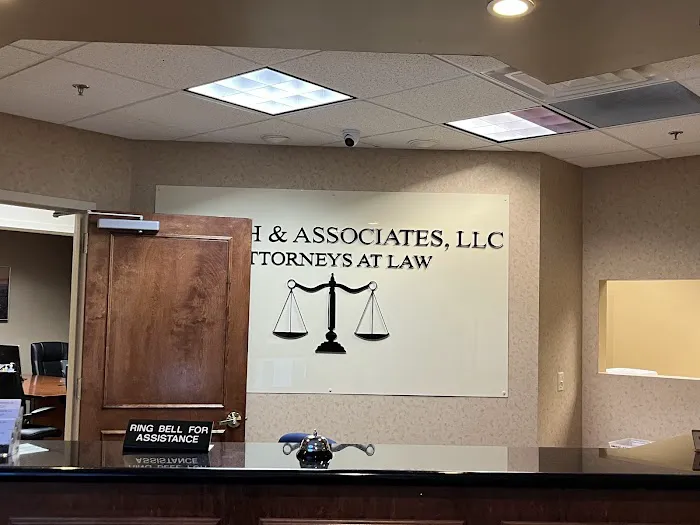 H & ASSOCIATES, LLC
TTORNEYS AT LAW
RING BELL FOR
ASSISTANCE